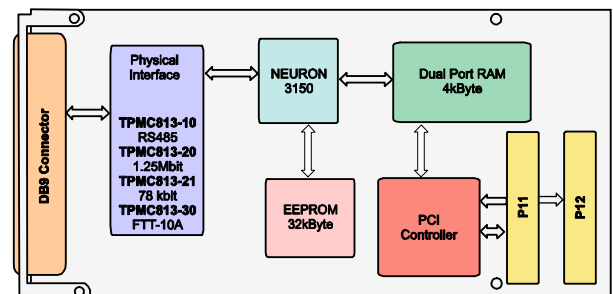 DB9 Connector
Physical
Interface
TPMC813-10
RS485
TPMC813-20
1.25Mbit
TPMC813-21
78 kbit
TPMC813-30
FTT-10A
NEURON
3150
Dual Port RAM
4kByte
EEPROM
32kByte
PCI
Controller
P11
P12